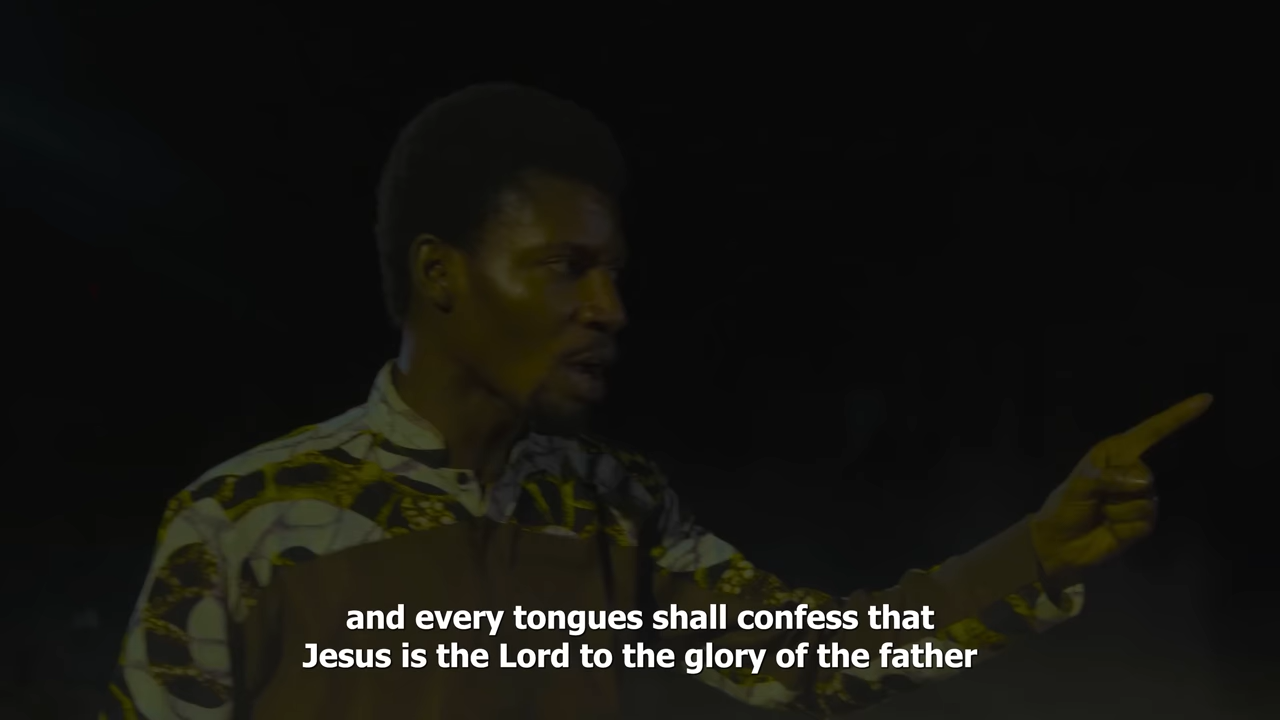 and every tongues shall confess that
Jesus is the Lord to the glory of the father